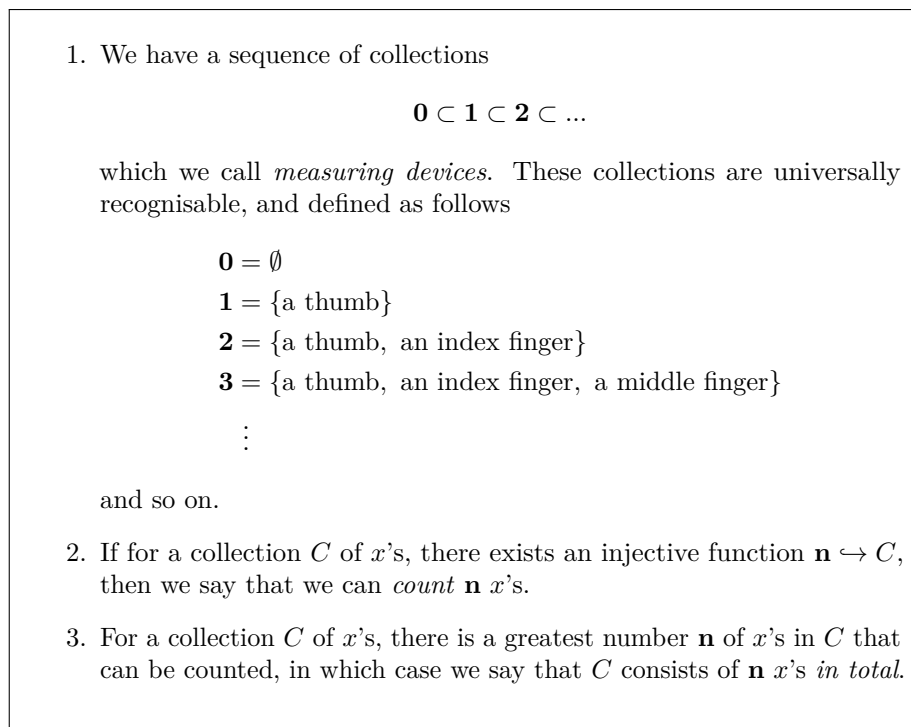 1. We have a sequence of collections
0 ⊂ 1 ⊂ 2 ⊂ ...
which we call measuring devices. These collections are universally
recognisable, and defined as follows
0 = ∅
1 = {a thumb}
2 = {a thumb, an index finger}
3 = {a thumb, an index finger, a middle finger}
⋮
and so on.
2. If for a collection C of x's, there exists an injective function n ↪ C,
then we say that we can count n x's.
3. For a collection C of x's, there is a greatest number n of x's in C that
can be counted, in which case we say that C consists of n x's in total.